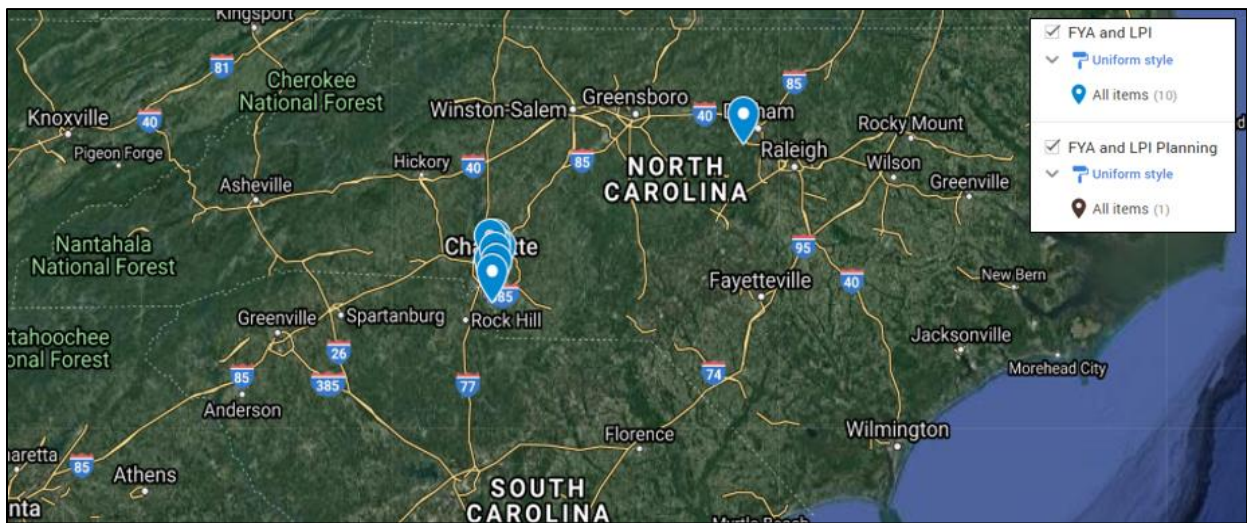 Kingsport
FYA and LPI
Uniform style
All items (10)
FYA and LPI Planning
Uniform style
All items (1)
81
Cherokee
National Forest
85
Winston-Salem
Greensboro
40
Knoxville
40
Pigeon Forge
Rocky Mount
Raleigh
Hickory
40
85
NORTH
CAROLINA
Wilson
Greenville
Asheville
Nantahala
National Forest
95
Fayetteville
40
New Bern
85
Greenville
Spartanburg
Rock Hill
Jacksonville
Morehead City
26
85
385
77
74
Anderson
Florence
Wilmington
85
Athens
SOUTH
CAROLINA